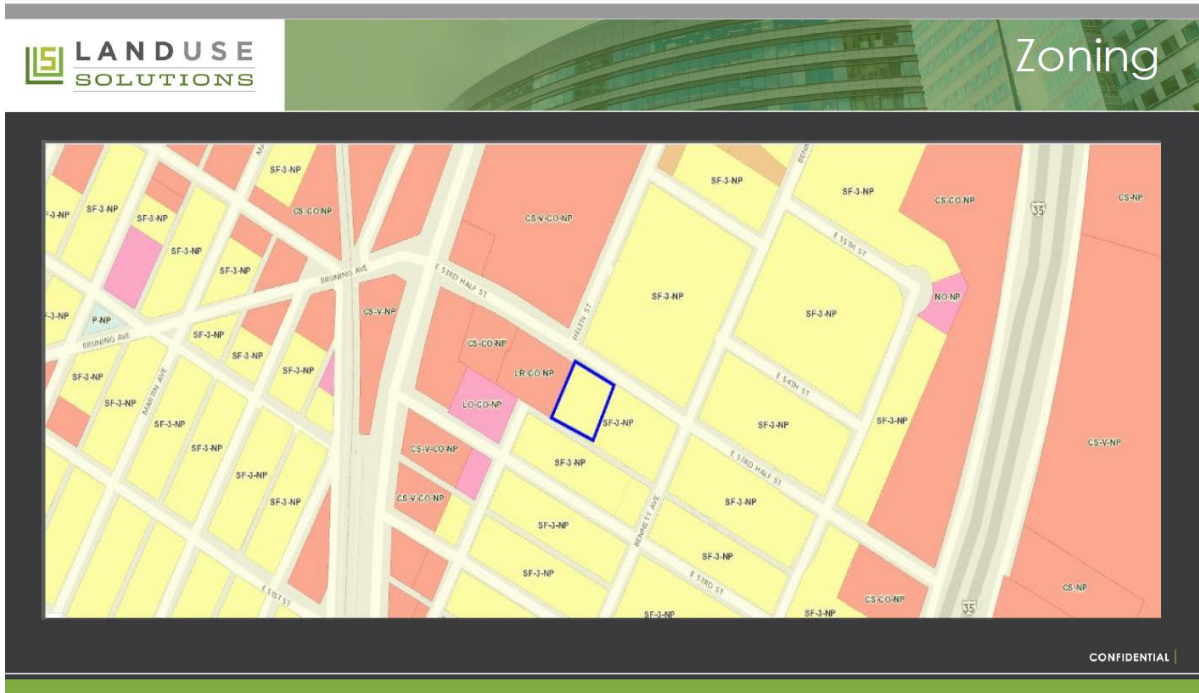 LANDUSE
SOLUTIONS
Zoning
SF-3-NP
SF-3-NP
SF-3-NP
SF-3-NP
SF-3-NP
CS-CO-NP
CS-V-CO-NP
SF-3-NP
SF-3-NP
CS-CO-NP
35
CS-NP
E 55TH ST
BRUNING AVE
E 53RD HALF ST
HELEN ST
SF-3-NP
SF-3-NP
NO-NP
P-NP
BRUNING AVE
SF-3-NP
SF-3-NP
SF-3-NP
CS-V-NP
CS-CO-NP
LR-CO-NP
E 54TH ST
SF-3-NP
SF-3-NP
MARTIN AVE
SF-3-NP
SF-3-NP
SF-3-NP
SF-3-NP
LO-CO-NP
SF-3-NP
SF-3-NP
SF-3-NP
CS-V-CO-NP
SF-3-NP
E 53RD HALF ST
CS-V-NP
CS-V-CO-NP
SF-3-NP
BENNETT AVE
SF-3-NP
SF-3-NP
SF-3-NP
E 53RD ST
E 51ST ST
SF-3-NP
SF-3-NP
CS-CO-NP
35
CS-NP
CONFIDENTIAL